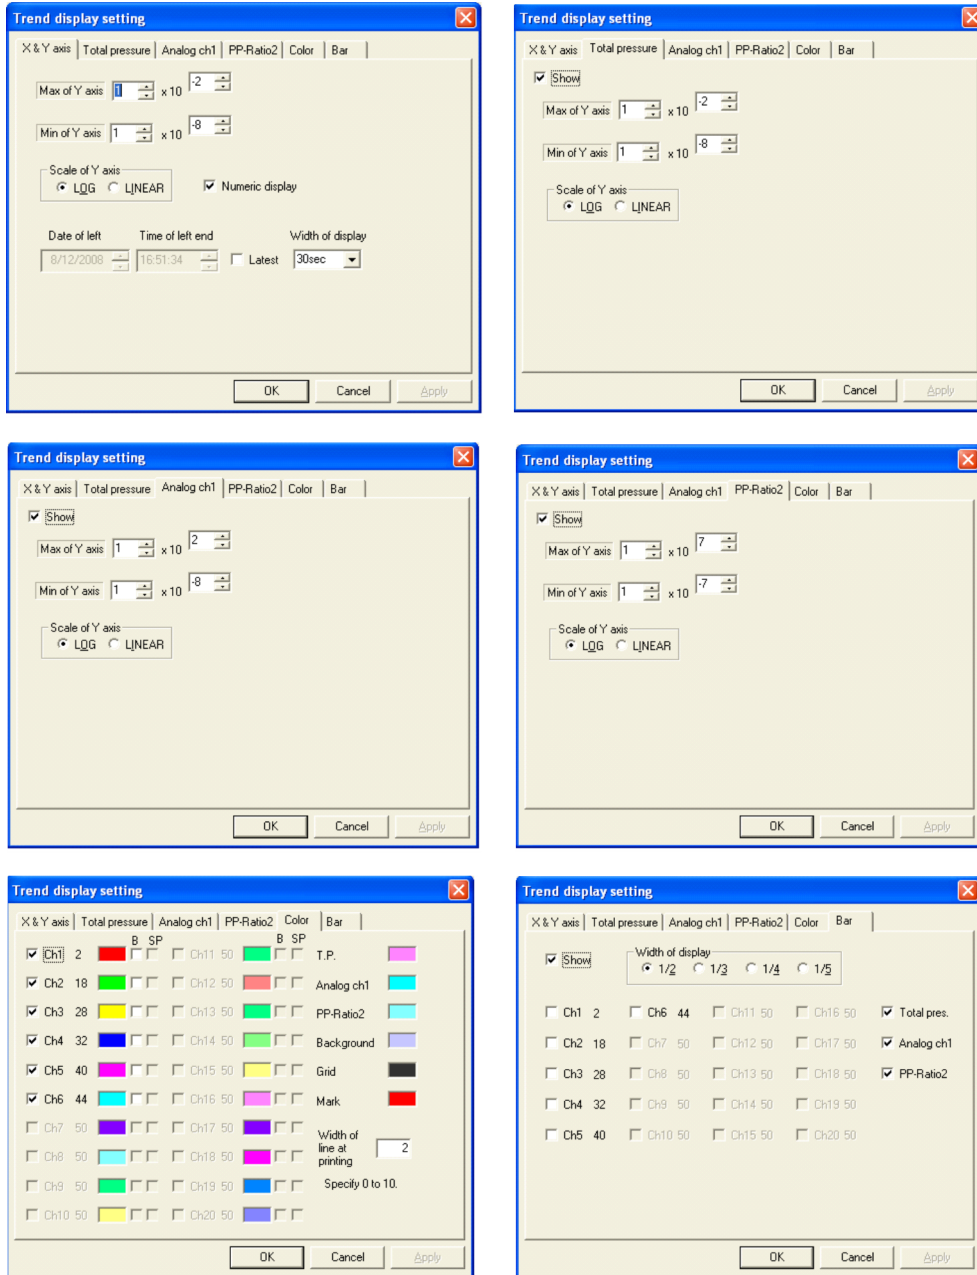 Trend display setting
X & Y axis Total pressure Analog ch1 PP-Ratio2 Color Bar
Max of Y axis 1 x 10 -2
Min of Y axis 1 x 10 -8
Scale of Y axis
LOG LINEAR Numeric display
Date of left Time of left end Width of display
8/12/2008 16:51:34 Latest 30sec
OK Cancel Apply
Trend display setting
X & Y axis Total pressure Analog ch1 PP-Ratio2 Color Bar
Show
Max of Y axis 1 x 10 -2
Min of Y axis 1 x 10 -8
Scale of Y axis
LOG LINEAR
OK Cancel Apply
Trend display setting
X & Y axis Total pressure Analog ch1 PP-Ratio2 Color Bar
Show
Max of Y axis 1 x 10 2
Min of Y axis 1 x 10 -8
Scale of Y axis
LOG LINEAR
OK Cancel Apply
Trend display setting
X & Y axis Total pressure Analog ch1 PP-Ratio2 Color Bar
Show
Max of Y axis 1 x 10 7
Min of Y axis 1 x 10 -7
Scale of Y axis
LOG LINEAR
OK Cancel Apply
Trend display setting
X & Y axis Total pressure Analog ch1 PP-Ratio2 Color Bar
B SP B SP
Ch1 2 Ch11 50 T.P.
Ch2 18 Ch12 50 Analog ch1
Ch3 28 Ch13 50 PP-Ratio2
Ch4 32 Ch14 50 Background
Ch5 40 Ch15 50 Grid
Ch6 44 Ch16 50 Mark
Ch7 50 Ch17 50 Width of
line at 2
Ch8 50 Ch18 50 printing
Ch9 50 Ch19 50 Specify 0 to 10.
Ch10 50 Ch20 50
OK Cancel Apply
Trend display setting
X & Y axis Total pressure Analog ch1 PP-Ratio2 Color Bar
Width of display
Show 1/2 1/3 1/4 1/5
Ch1 2 Ch6 44 Ch11 50 Ch16 50 Total pres.
Ch2 18 Ch7 50 Ch12 50 Ch17 50 Analog ch1
Ch3 28 Ch8 50 Ch13 50 Ch18 50 PP-Ratio2
Ch4 32 Ch9 50 Ch14 50 Ch19 50
Ch5 40 Ch10 50 Ch15 50 Ch20 50
OK Cancel Apply